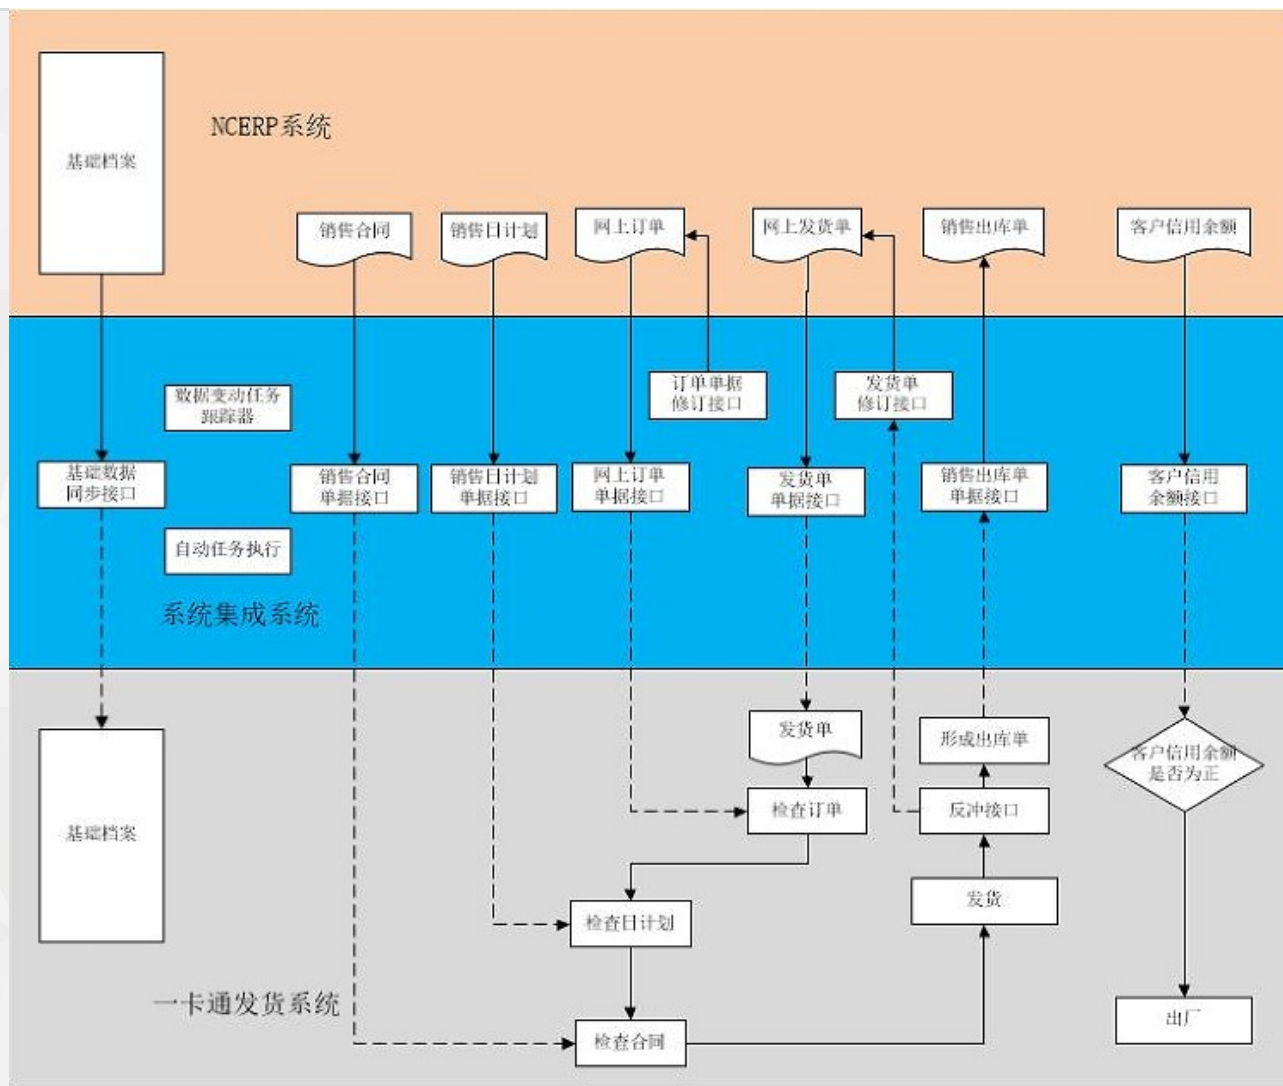 NCERP系统
基础档案
销售合同
销售日计划
网上订单
网上发货单
销售出库单
客户信用余额
数据变动任务
跟踪器
订单单据
修订接口
发货单
修订接口
基础数据
同步接口
销售合同
单据接口
销售日计划
单据接口
网上订单
单据接口
发货单
单据接口
销售出库单
单据接口
客户信用
余额接口
自动任务执行
系统集成系统
发货单
形成出库单
客户信用余额
是否为正
检查订单
反冲接口
基础档案
发货
检查日计划
一卡通发货系统
出厂
检查合同